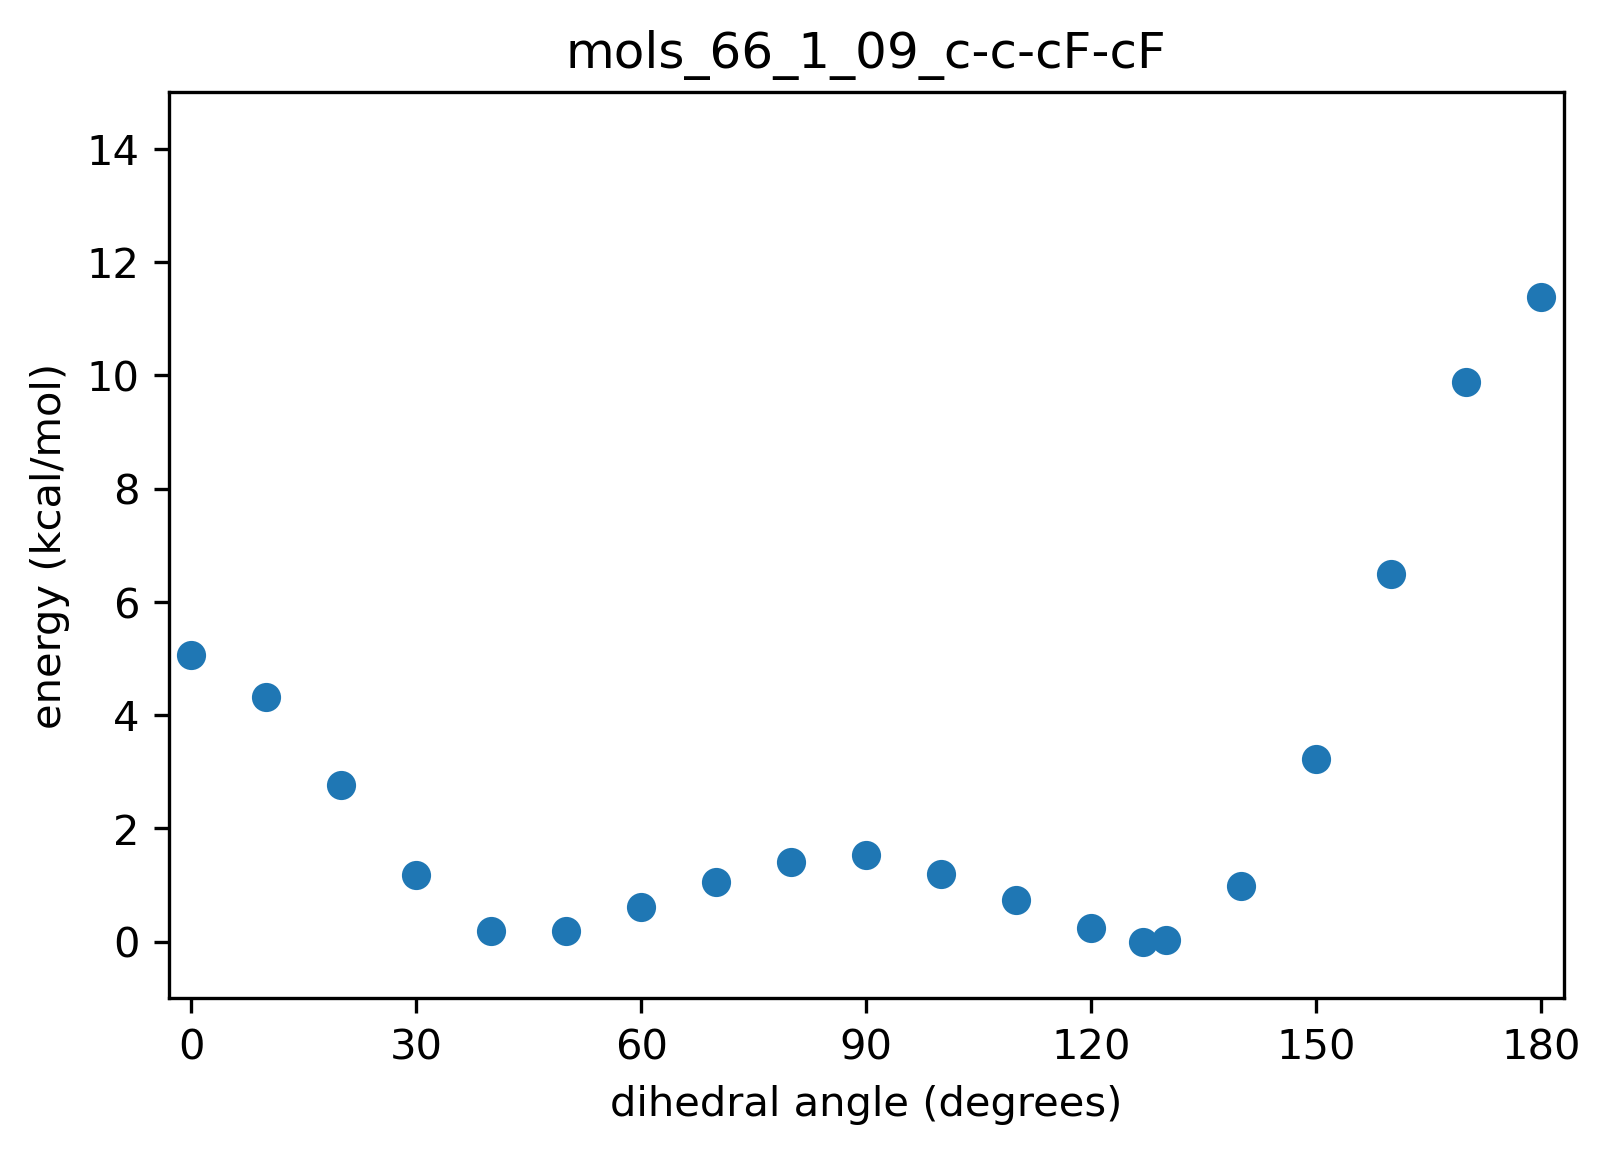 mols_66_1_09_c-c-cF-cF
14
12
10
8
6
4
2
0
energy (kcal/mol)
0 30 60 90 120 150 180
dihedral angle (degrees)